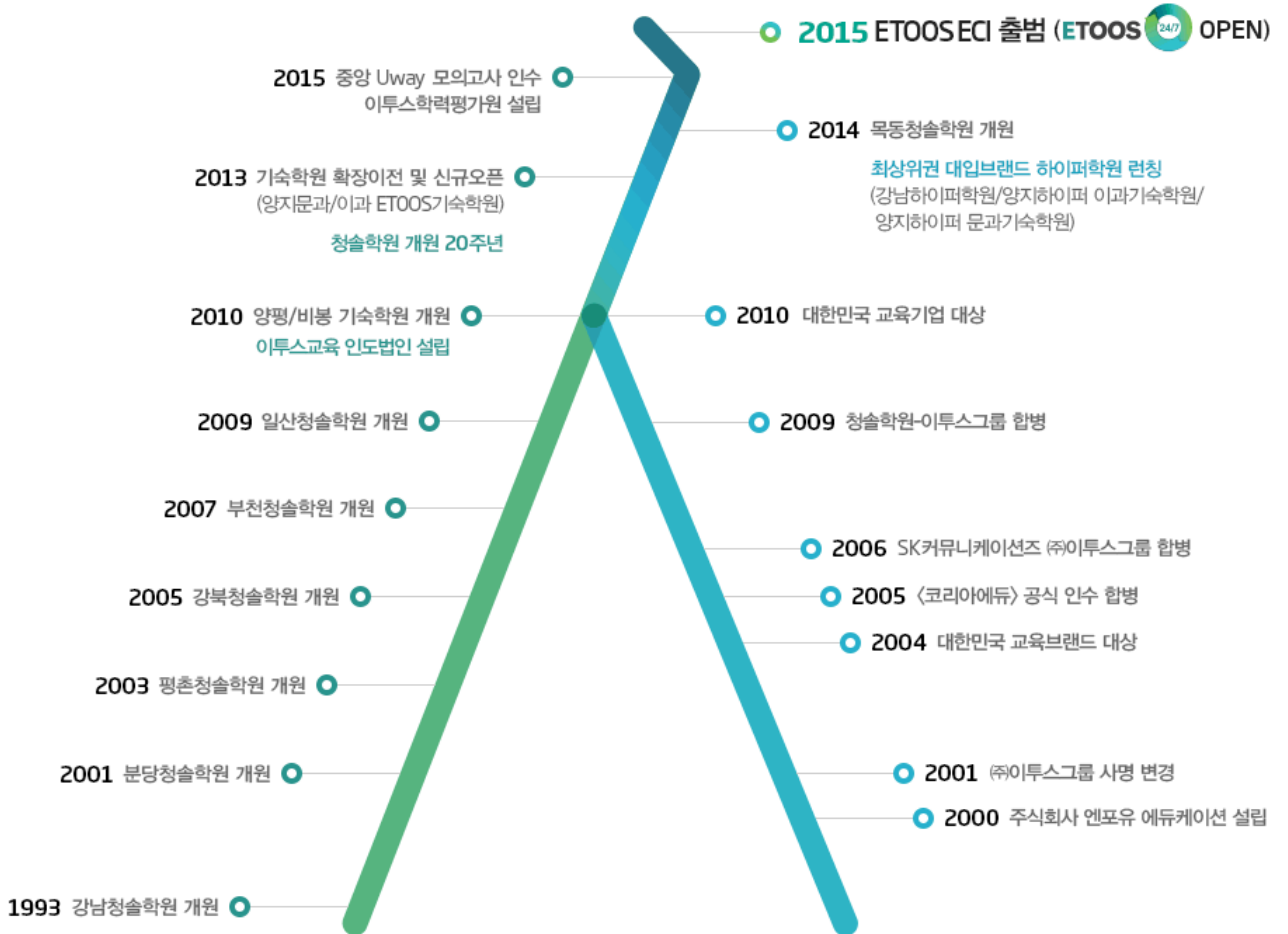 2015 ETOOS ECI 출범 (ETOOS 24/7 OPEN)
2015 중앙 Uway 모의고사 인수
이투스학력평가원 설립
2014 목동청솔학원 개원
최상위권 대입브랜드 하이퍼학원 런칭
(강남하이퍼학원/양지하이퍼 이과기숙학원/
양지하이퍼 문과기숙학원)
2013 기숙학원 확장이전 및 신규오픈
(양지문과/이과 ETOOS기숙학원)
청솔학원 개원 20주년
2010 양평/비봉 기숙학원 개원
이투스교육 인도법인 설립
2010 대한민국 교육기업 대상
2009 일산청솔학원 개원
2009 청솔학원-이투스그룹 합병
2007 부천청솔학원 개원
2006 SK커뮤니케이션즈 ㈜이투스그룹 합병
2005 강북청솔학원 개원
2005 〈코리아에듀〉 공식 인수 합병
2004 대한민국 교육브랜드 대상
2003 평촌청솔학원 개원
2001 분당청솔학원 개원
2001 ㈜이투스그룹 사명 변경
2000 주식회사 엔포유 에듀케이션 설립
1993 강남청솔학원 개원